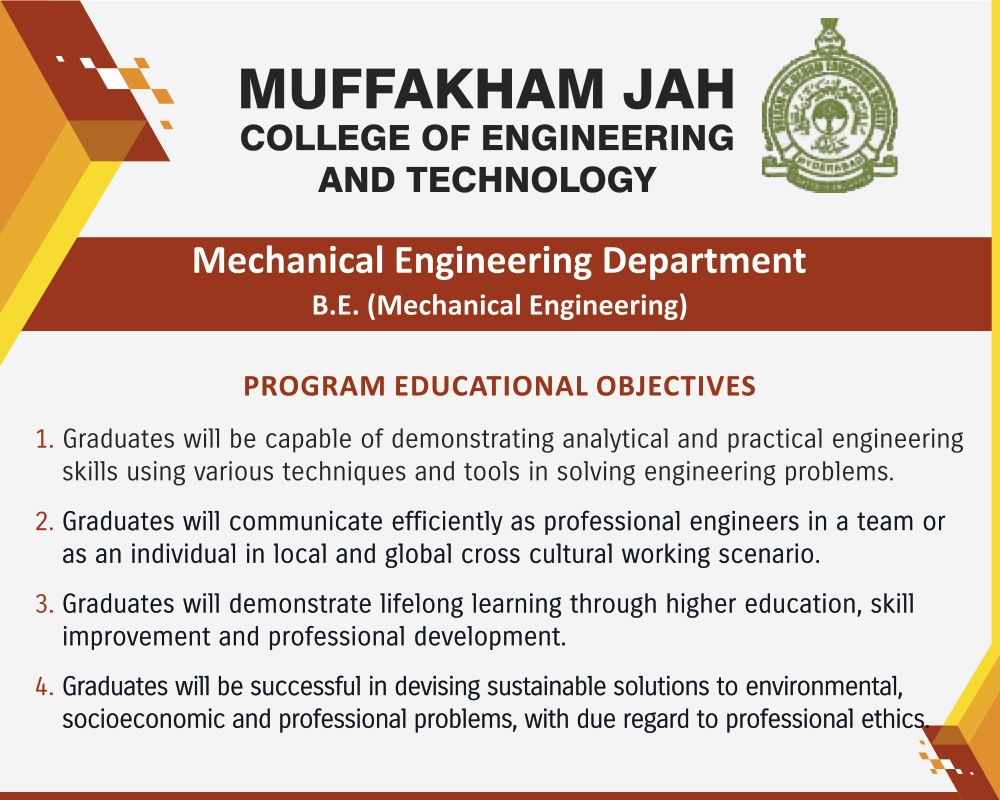 MUFFAKHAM JAH
COLLEGE OF ENGINEERING
AND TECHNOLOGY
HYDERABAD
Mechanical Engineering Department
B.E. (Mechanical Engineering)
PROGRAM EDUCATIONAL OBJECTIVES
1. Graduates will be capable of demonstrating analytical and practical engineering
skills using various techniques and tools in solving engineering problems.
2. Graduates will communicate efficiently as professional engineers in a team or
as an individual in local and global cross cultural working scenario.
3. Graduates will demonstrate lifelong learning through higher education, skill
improvement and professional development.
4. Graduates will be successful in devising sustainable solutions to environmental,
socioeconomic and professional problems, with due regard to professional ethics.